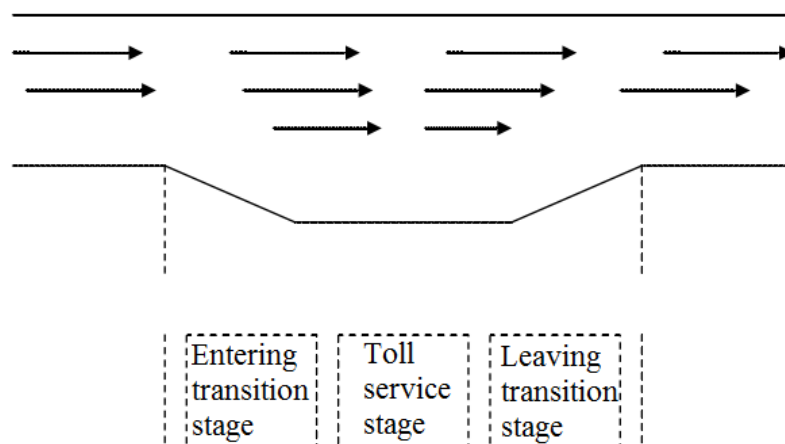 Entering
transition
stage
Toll
service
stage
Leaving
transition
stage